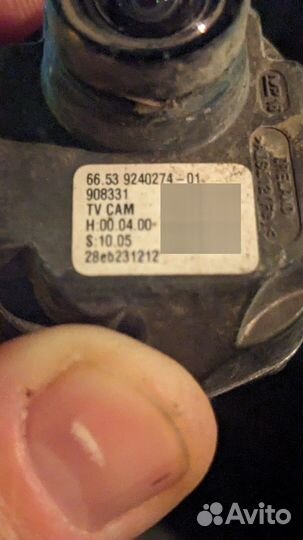 66.53 9240274-01
908331
TV CAM
H:00.04.00
S:10.05
28eb231212
Avito